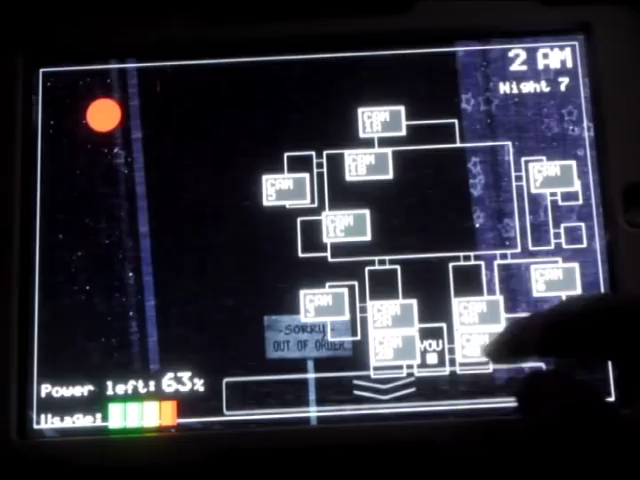 2 AM
Night 7
CAM
1A
CAM
1B
CAM
5
CAM
7
CAM
1C
CAM
6
CAM
3
CAM
2A
CAM
CAM
2B
YOU
-SORRY-
OUT OF ORDER
Power left: 63%
Usage: